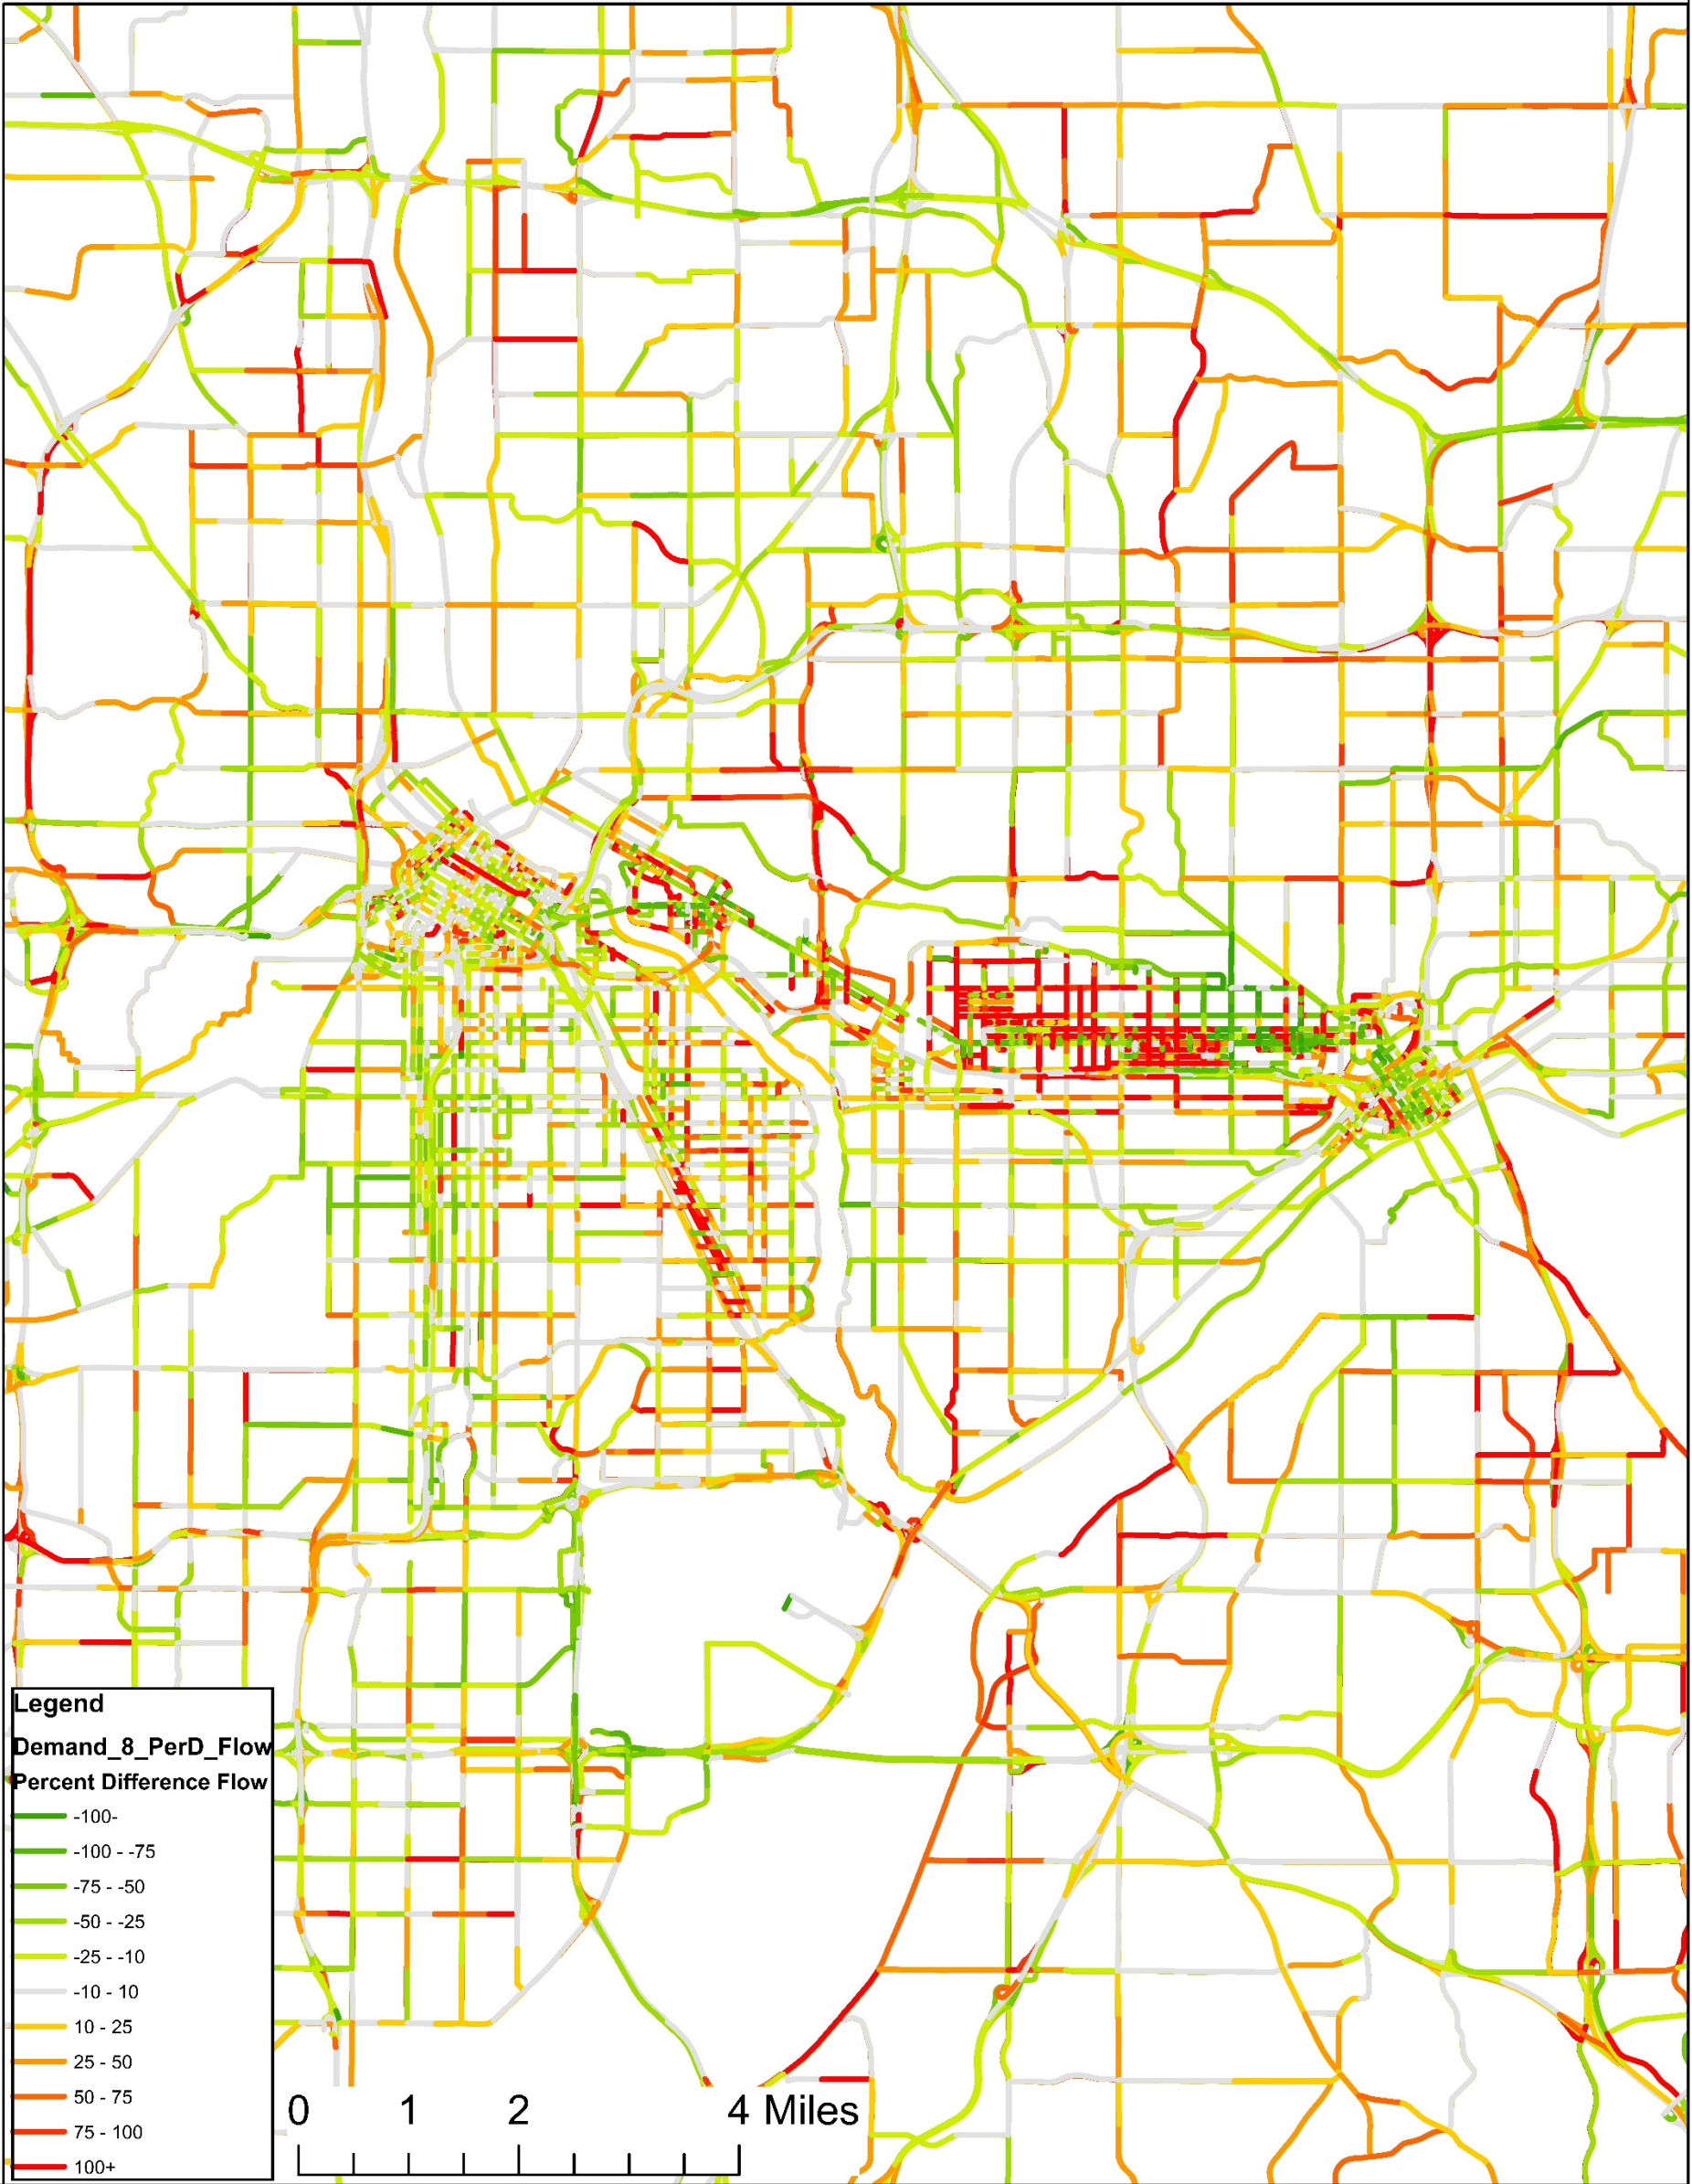 Legend
Demand_8_PerD_Flow
Percent Difference Flow
-100-
-100 - -75
-75 - -50
-50 - -25
-25 - -10
-10 - 10
10 - 25
25 - 50
50 - 75
75 - 100
100+
0 1 2 4 Miles